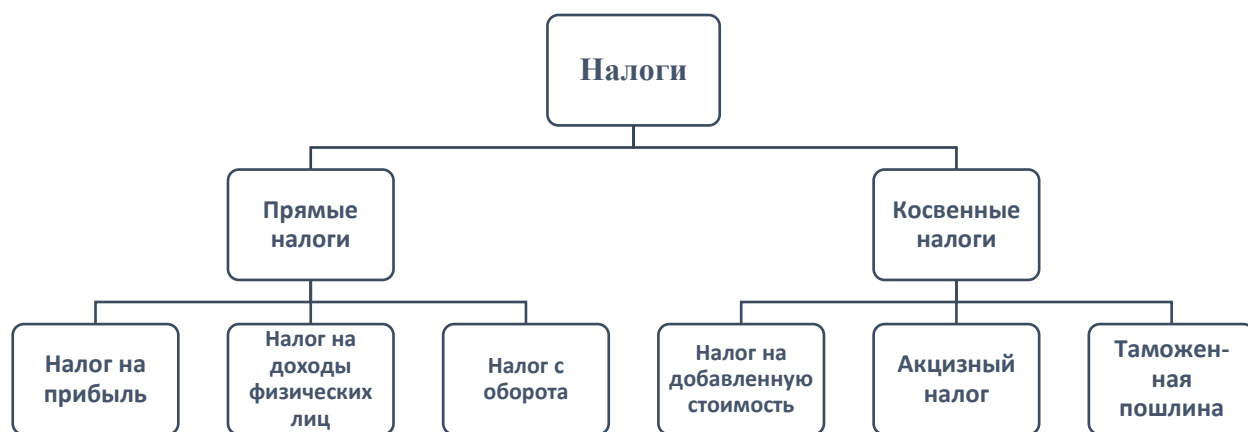 Налоги
Прямые
налоги
Косвенные
налоги
Налог на
прибыль
Налог на
доходы
физических
лиц
Налог с
оборота
Налог на
добавленную
стоимость
Акцизный
налог
Таможен-
ная
пошлина